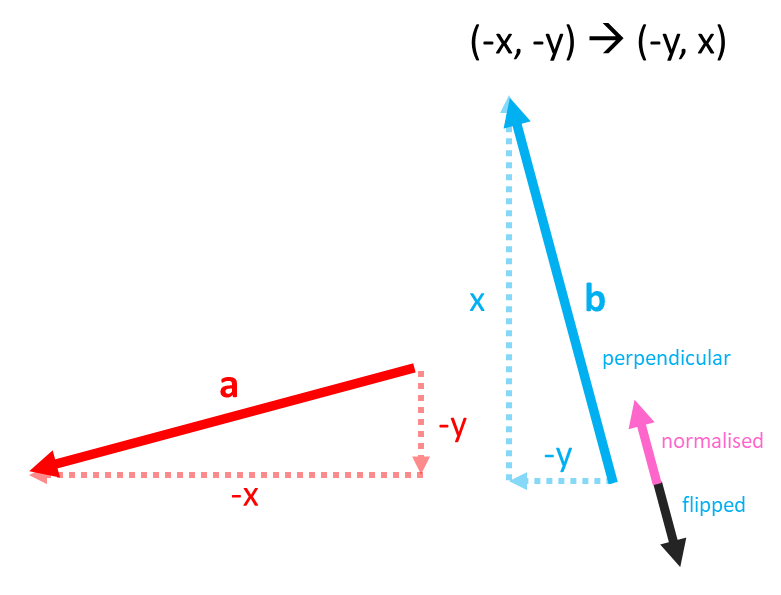 (-x, -y) → (-y, x)
x
b
perpendicular
a
-y
normalised
-y
-x
flipped